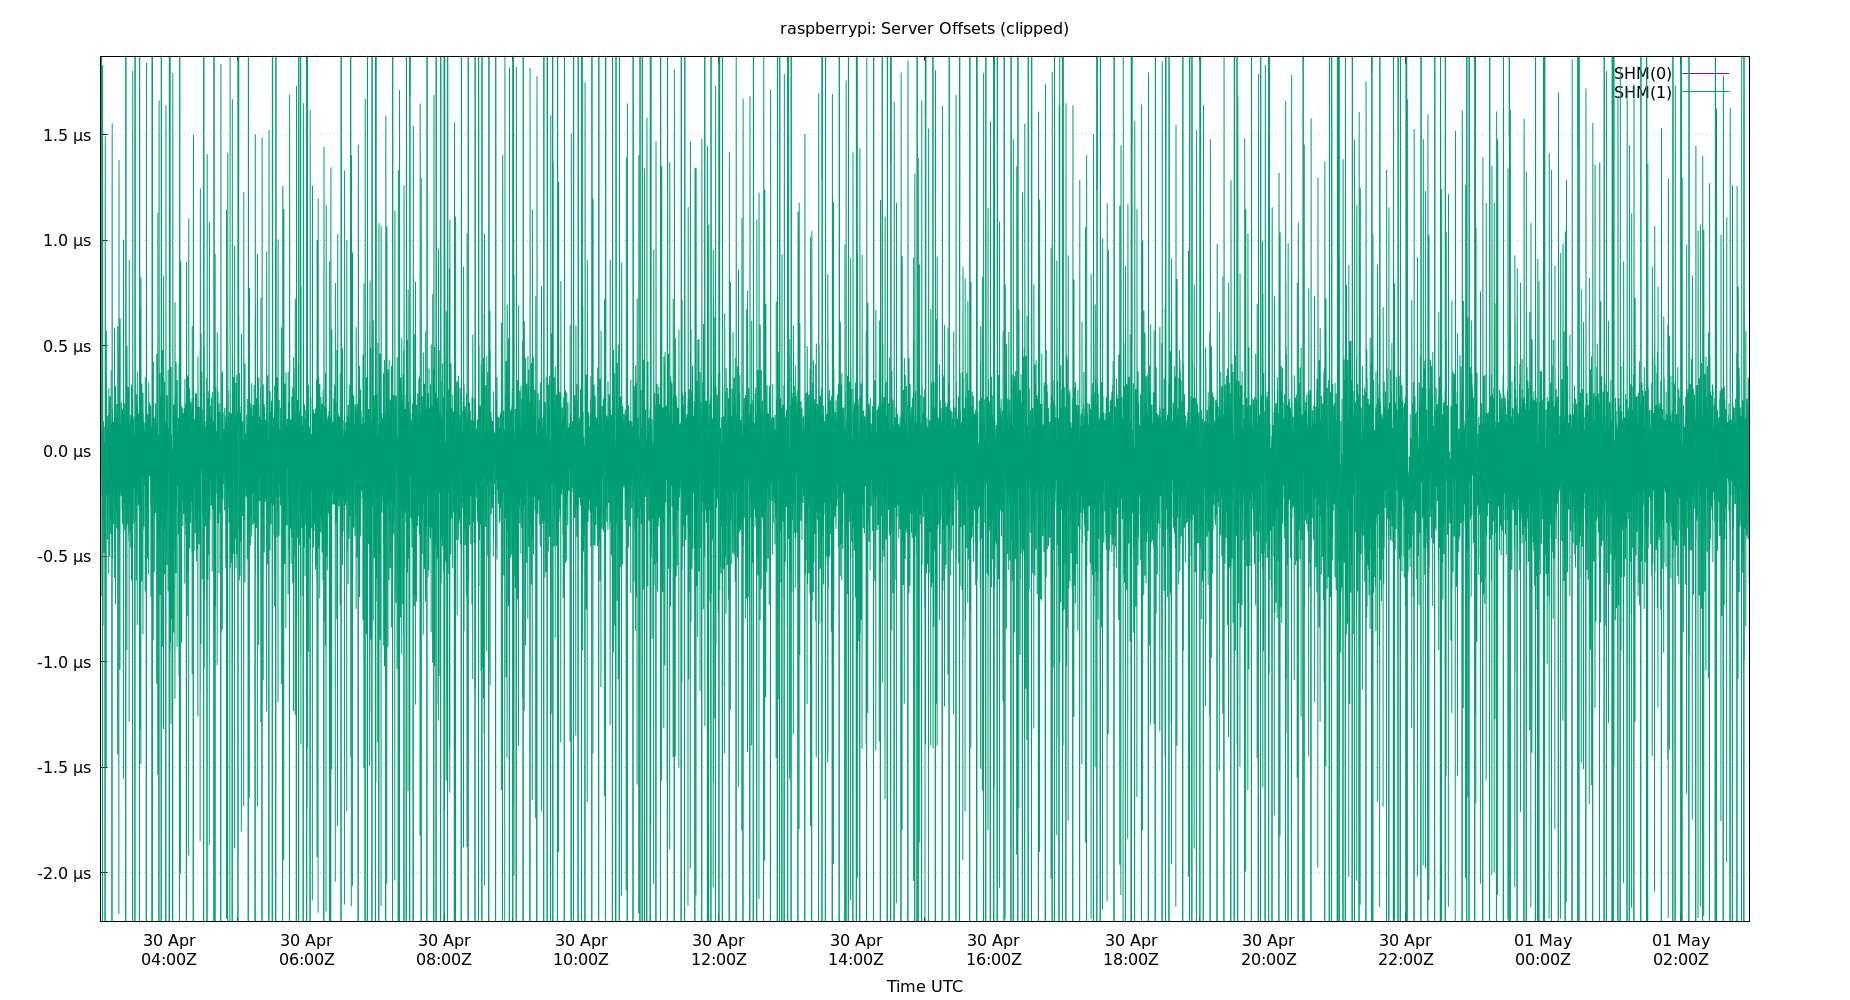 raspberrypi: Server Offsets (clipped)
SHM(0)
SHM(1)
1.5 µs
1.0 µs
0.5 µs
0.0 µs
-0.5 µs
-1.0 µs
-1.5 µs
-2.0 µs
30 Apr 30 Apr 30 Apr 30 Apr 30 Apr 30 Apr 30 Apr 30 Apr 30 Apr 30 Apr 01 May 01 May
04:00Z 06:00Z 08:00Z 10:00Z 12:00Z 14:00Z 16:00Z 18:00Z 20:00Z 22:00Z 00:00Z 02:00Z
Time UTC